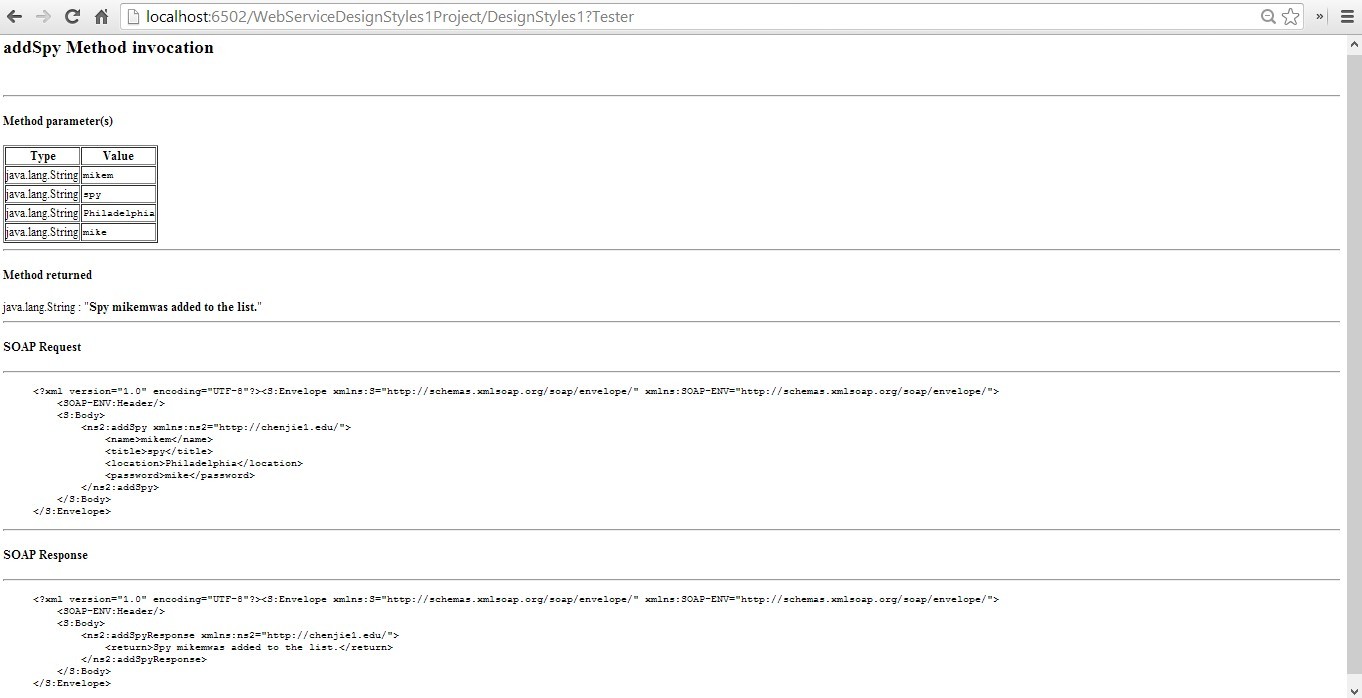 localhost:6502/WebServiceDesignStyles1Project/DesignStyles1?Tester
addSpy Method invocation
Method parameter(s)
Type Value
java.lang.String mikem
java.lang.String spy
java.lang.String Philadelphia
java.lang.String mike
Method returned
java.lang.String : "Spy mikemwas added to the list."
SOAP Request
<?xml version="1.0" encoding="UTF-8"?><S:Envelope xmlns:S="http://schemas.xmlsoap.org/soap/envelope/" xmlns:SOAP-ENV="http://schemas.xmlsoap.org/soap/envelope/">
<SOAP-ENV:Header/>
<S:Body>
<ns2:addSpy xmlns:ns2="http://chenjie1.edu/">
<name>mikem</name>
<title>spy</title>
<location>Philadelphia</location>
<password>mike</password>
</ns2:addSpy>
</S:Body>
</S:Envelope>
SOAP Response
<?xml version="1.0" encoding="UTF-8"?><S:Envelope xmlns:S="http://schemas.xmlsoap.org/soap/envelope/" xmlns:SOAP-ENV="http://schemas.xmlsoap.org/soap/envelope/">
<SOAP-ENV:Header/>
<S:Body>
<ns2:addSpyResponse xmlns:ns2="http://chenjie1.edu/">
<return>Spy mikemwas added to the list.</return>
</ns2:addSpyResponse>
</S:Body>
</S:Envelope>